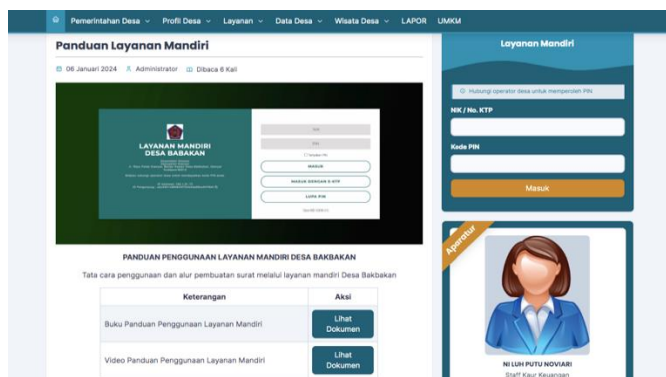 Pemerintahan Desa
Profil Desa
Layanan
Data Desa
Wisata Desa
LAPOR
UMKM
Panduan Layanan Mandiri
06 Januari 2024
Administrator
Dibaca 6 Kali
LAYANAN MANDIRI
DESA BABAKAN
MASUK
MASUK DENGAN E-KTP
LUPA PIN
PANDUAN PENGGUNAAN LAYANAN MANDIRI DESA BAKBAKAN
Tata cara penggunaan dan alur pembuatan surat melalui layanan mandiri Desa Bakbakan
Keterangan
Aksi
Buku Panduan Penggunaan Layanan Mandiri
Lihat
Dokumen
Video Panduan Penggunaan Layanan Mandiri
Lihat
Dokumen
Layanan Mandiri
Hubungi operator desa untuk memperoleh PIN
NIK / No. KTP
Kode PIN
Masuk
Aparatur
NI LUH PUTU NOVIARI
Staff Kaur Keuangan